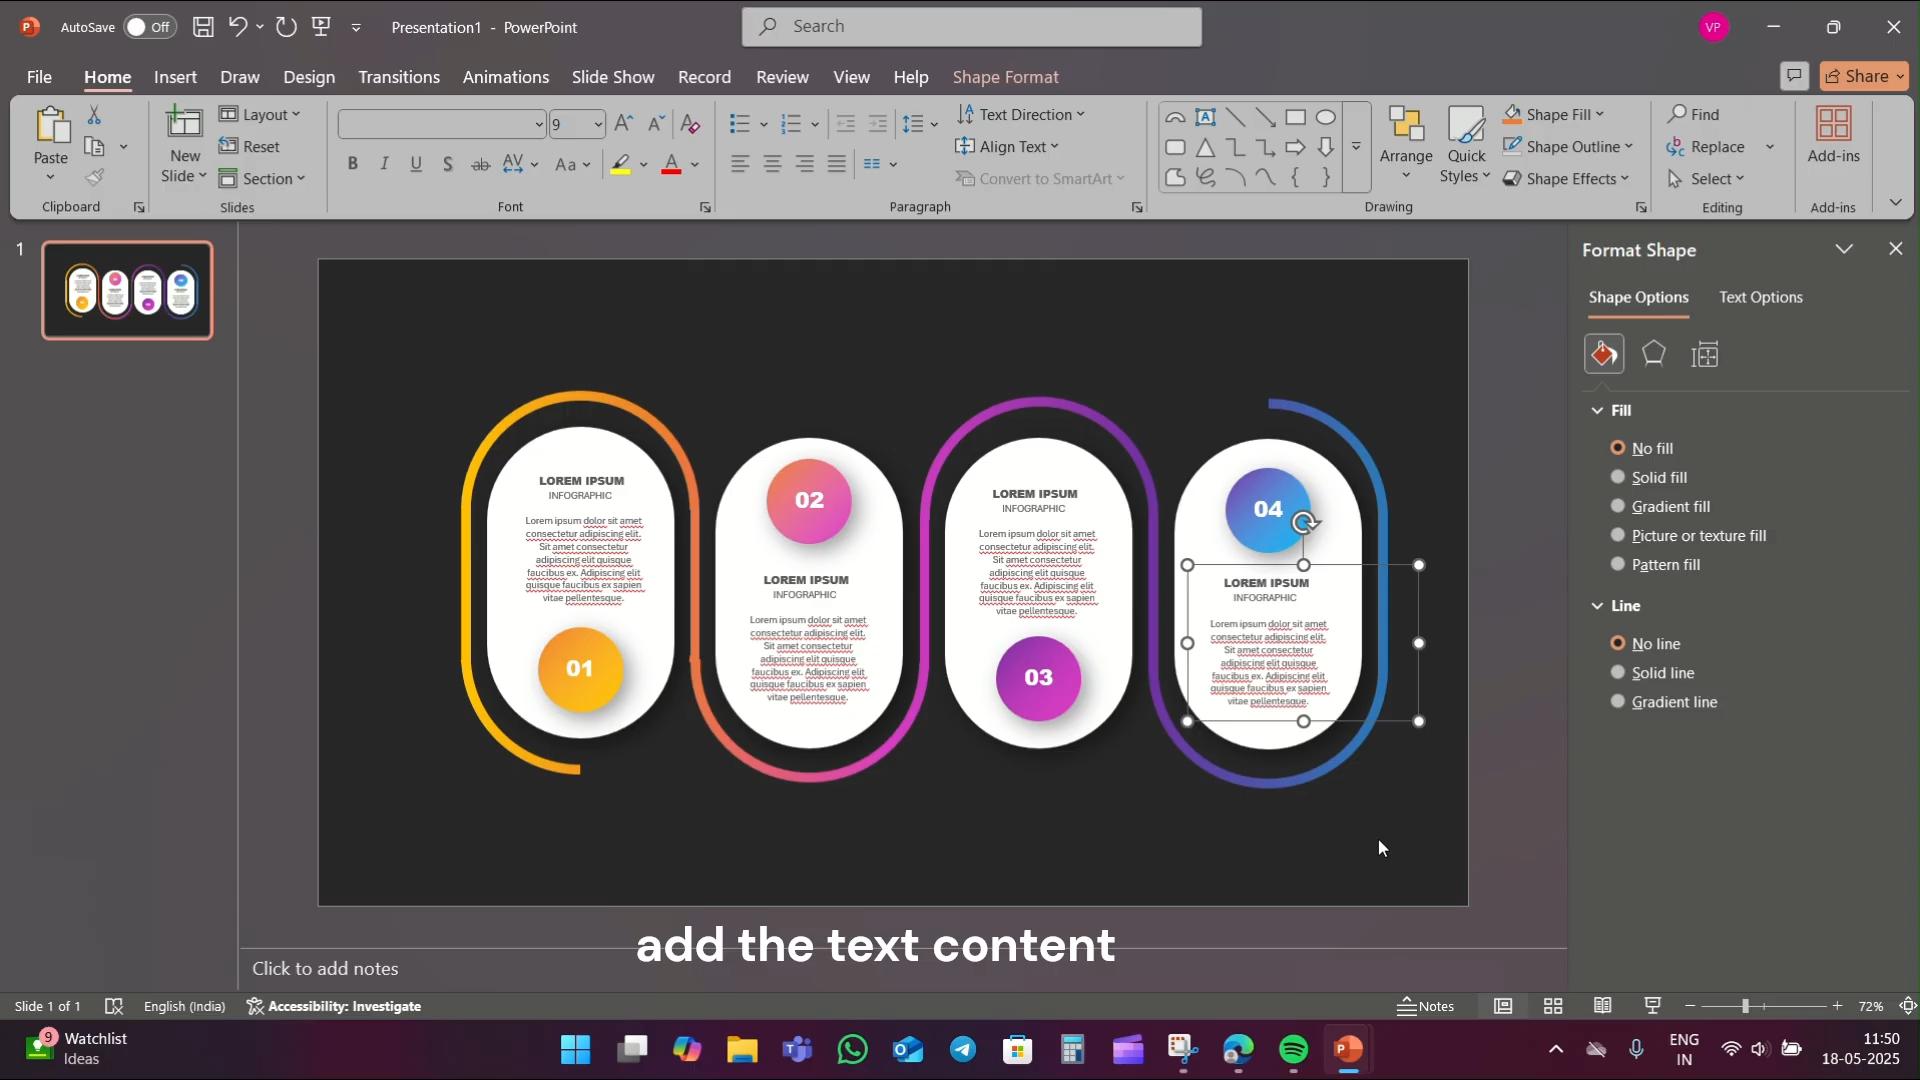 AutoSave Off Presentation1 - PowerPoint Search VP
File Home Insert Draw Design Transitions Animations Slide Show Record Review View Help Shape Format Share
Paste
Clipboard
New Slide
Layout
Reset
Section
Slides
9
B I U S ab AV Aa A
Font
Text Direction
Align Text
Convert to SmartArt
Paragraph
Arrange
Quick Styles
Shape Fill
Shape Outline
Shape Effects
Drawing
Find
Replace
Select
Editing
Add-ins
Add-ins
1
LOREM IPSUM
INFOGRAPHIC
Lorem ipsum dolor sit amet
consectetur adipiscing elit.
Sit amet consectetur
adipiscing elit quisque
faucibus ex. Adipiscing elit
quisque faucibus ex sapien
vitae pellentesque.
01
02
LOREM IPSUM
INFOGRAPHIC
Lorem ipsum dolor sit amet
consectetur adipiscing elit.
Sit amet consectetur
adipiscing elit quisque
faucibus ex. Adipiscing elit
quisque faucibus ex sapien
vitae pellentesque.
LOREM IPSUM
INFOGRAPHIC
Lorem ipsum dolor sit amet
consectetur adipiscing elit.
Sit amet consectetur
adipiscing elit quisque
faucibus ex. Adipiscing elit
quisque faucibus ex sapien
vitae pellentesque.
03
04
LOREM IPSUM
INFOGRAPHIC
Lorem ipsum dolor sit amet
consectetur adipiscing elit.
Sit amet consectetur
adipiscing elit quisque
faucibus ex. Adipiscing elit
quisque faucibus ex sapien
vitae pellentesque.
Format Shape
Shape Options Text Options
Fill
No fill
Solid fill
Gradient fill
Picture or texture fill
Pattern fill
Line
No line
Solid line
Gradient line
add the text content
Click to add notes
Slide 1 of 1 English (India) Accessibility: Investigate Notes 72%
9
Watchlist
Ideas
ENG
IN
11:50
18-05-2025